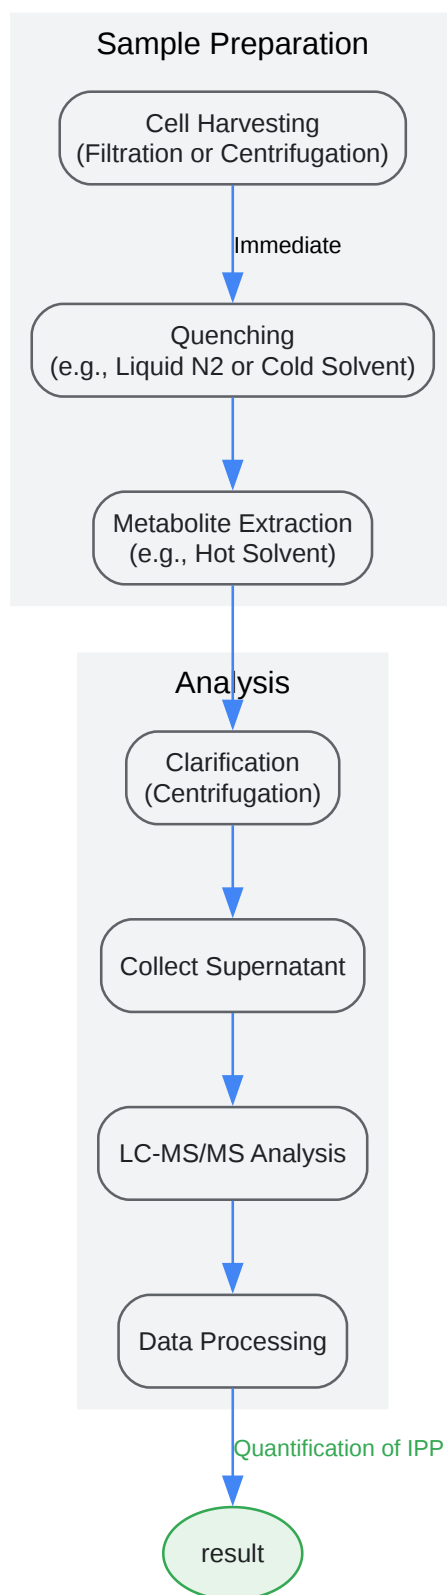 Sample Preparation
Cell Harvesting
(Filtration or Centrifugation)
Immediate
Quenching
(e.g., Liquid N2 or Cold Solvent)
Metabolite Extraction
(e.g., Hot Solvent)
Analysis
Clarification
(Centrifugation)
Collect Supernatant
LC-MS/MS Analysis
Data Processing
Quantification of IPP
result